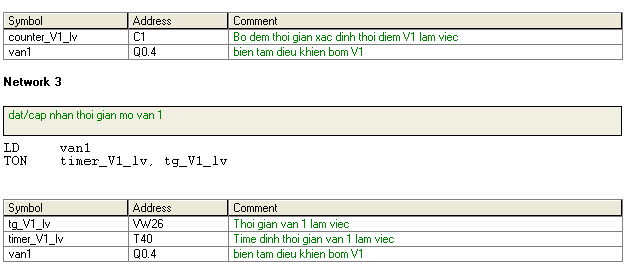 Symbol Address Comment
counter_V1_lv C1 Bo dem thoi gian xac dinh thoi diem V1 lam viec
van1 Q0.4 bien tam dieu khien bom V1
Network 3
dat/cap nhan thoi gian mo van 1
LD van1
TON timer_V1_lv, tg_V1_lv
Symbol Address Comment
tg_V1_lv VW26 Thoi gian van 1 lam viec
timer_V1_lv T40 Time dinh thoi gian van 1 lam viec
van1 Q0.4 bien tam dieu khien bom V1